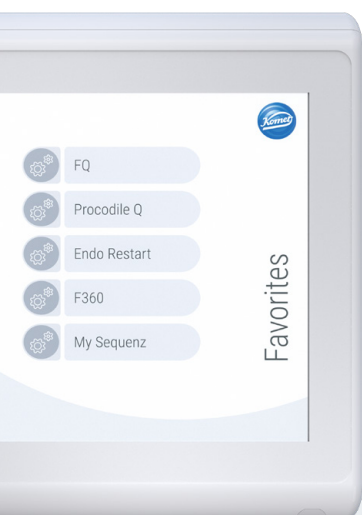 Komet
FQ
Procodile Q
Endo Restart
F360
My Sequenz
Favorites